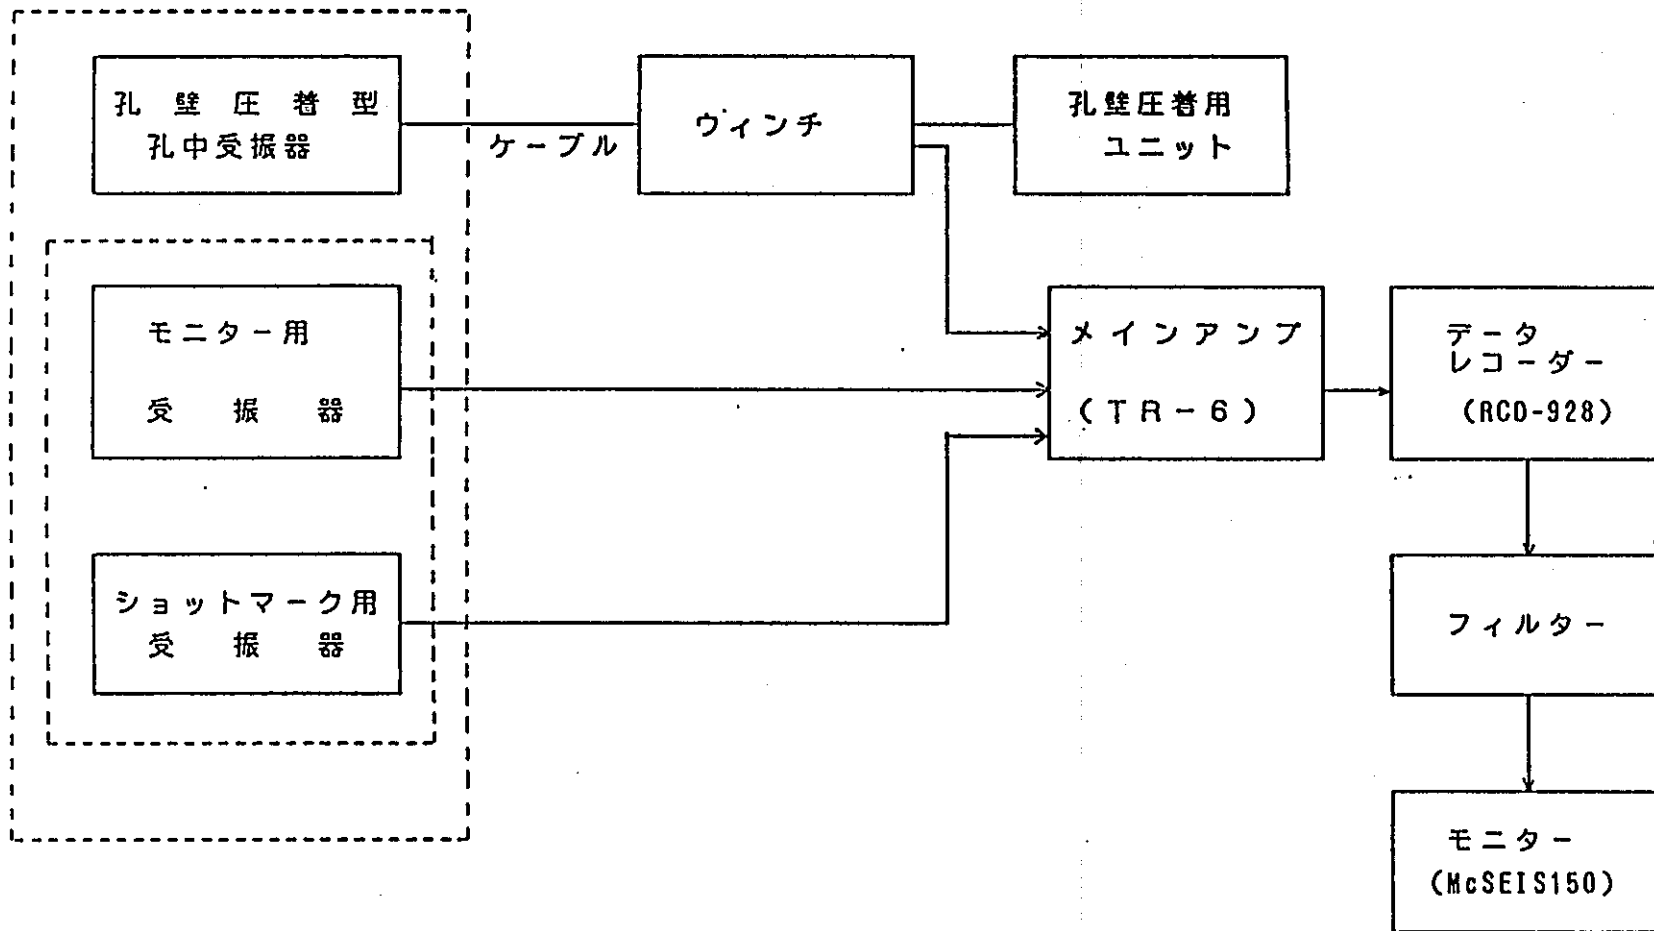 孔壁圧着型
孔中受振器
ケーブル
ウィンチ
孔壁圧着用
ユニット
モニター用
受振器
メインアンプ
(TR-6)
データ
レコーダー
(RCD-928)
ショットマーク用
受振器
フィルター
モニター
(McSEIS150)